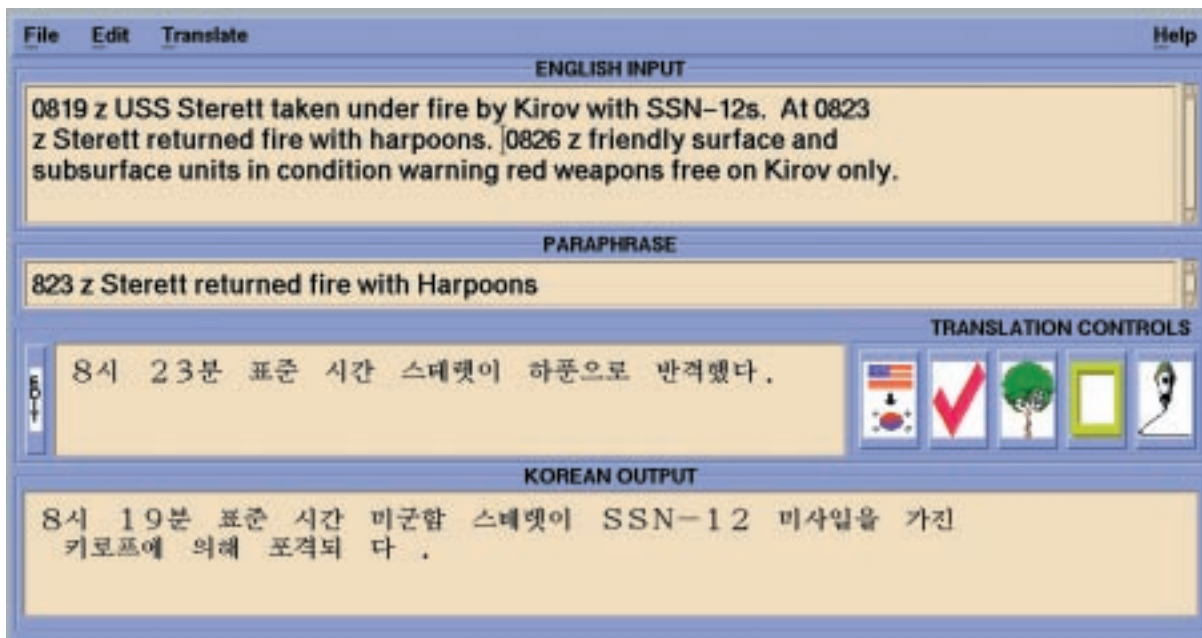 File Edit Translate Help
ENGLISH INPUT
0819 z USS Sterett taken under fire by Kirov with SSN-12s. At 0823
z Sterett returned fire with harpoons. 0826 z friendly surface and
subsurface units in condition warning red weapons free on Kirov only.
PARAPHRASE
823 z Sterett returned fire with Harpoons
TRANSLATION CONTROLS
EDIT
8시 23분 표준 시간 스테렛이 하푼으로 반격했다.
KOREAN OUTPUT
8시 19분 표준 시간 미군함 스테렛이 SSN-12 미사일을 가진
키로프에 의해 포격되 다.